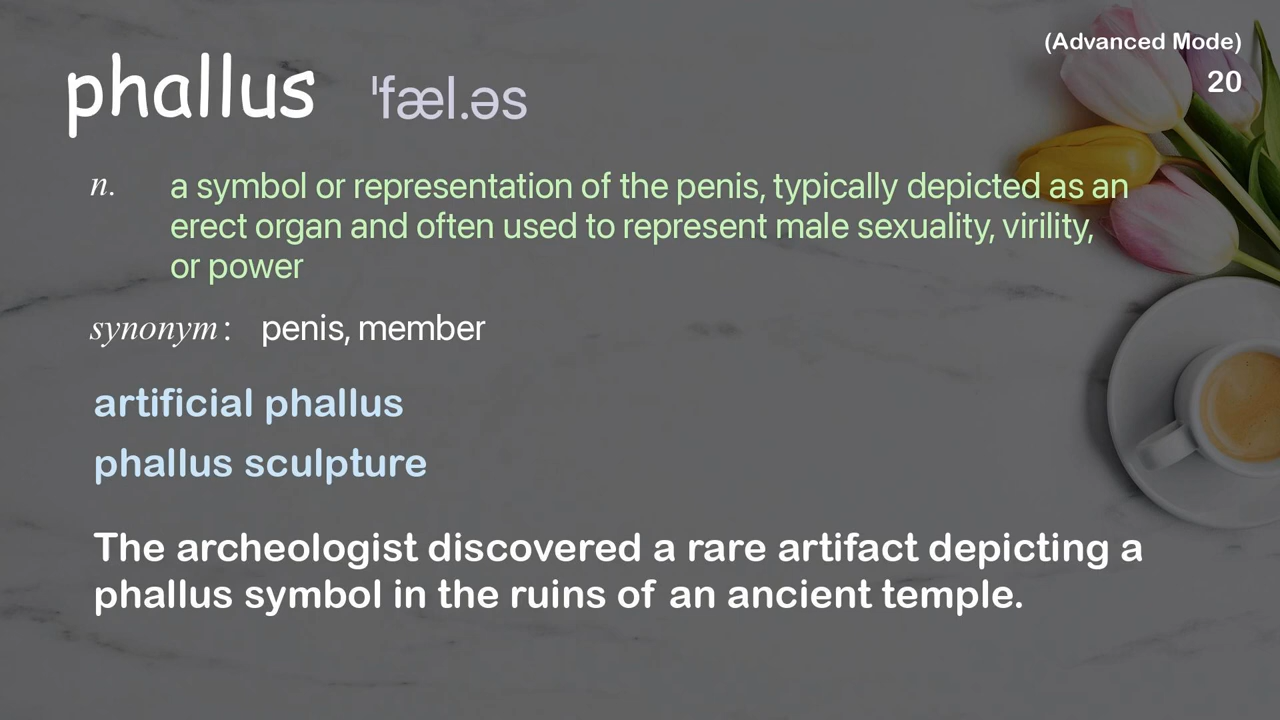 (Advanced Mode)
20
phallus ˈfæl.əs
n. a symbol or representation of the penis, typically depicted as an
erect organ and often used to represent male sexuality, virility,
or power
synonym : penis, member
artificial phallus
phallus sculpture
The archeologist discovered a rare artifact depicting a
phallus symbol in the ruins of an ancient temple.